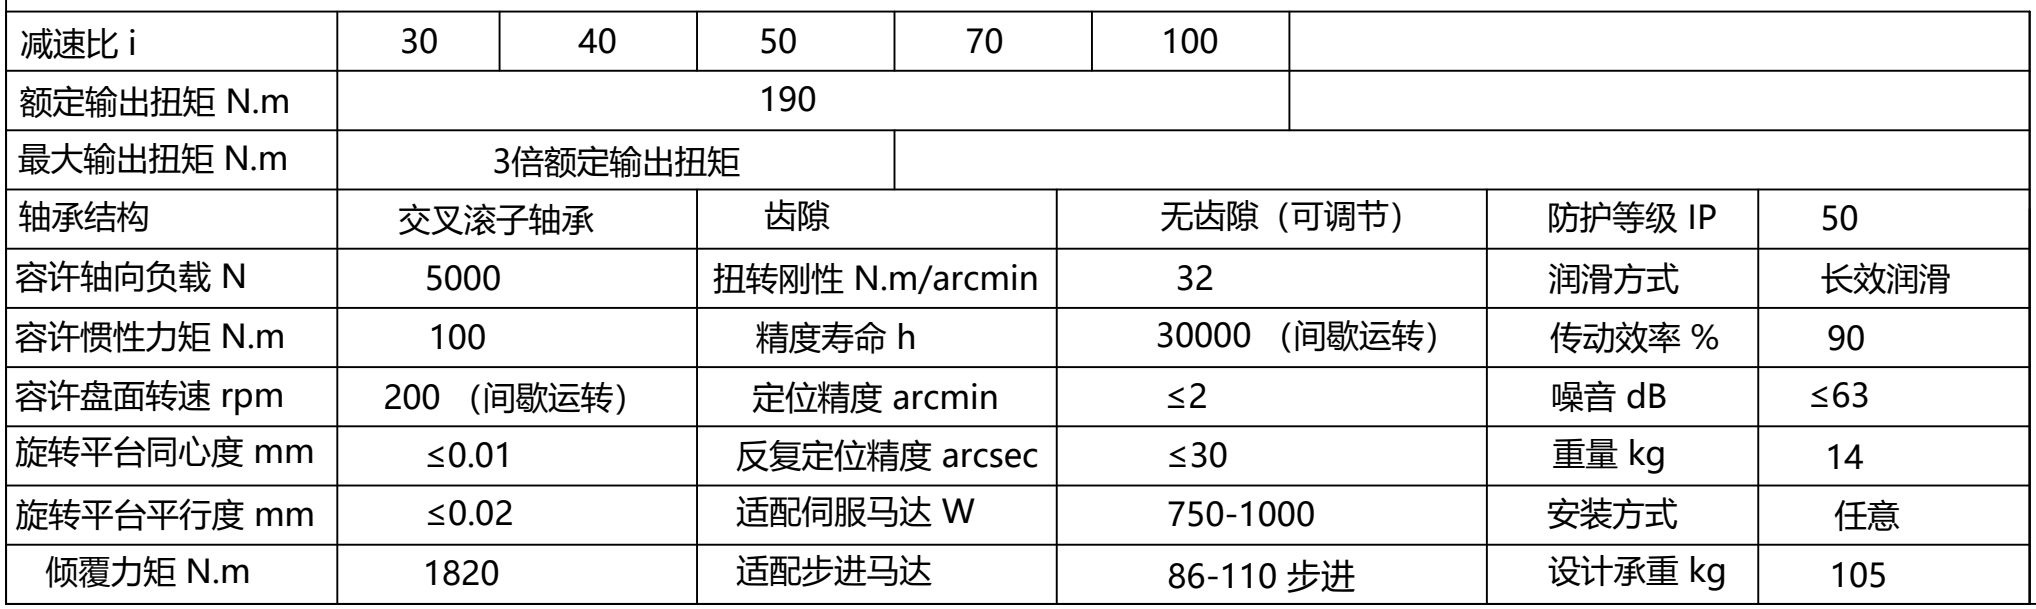 减速比 i 30 40 50 70 100
额定输出扭矩 N.m 190
最大输出扭矩 N.m 3倍额定输出扭矩
轴承结构 交叉滚子轴承 齿隙 无齿隙（可调节） 防护等级 IP 50
容许轴向负载 N 5000 扭转刚性 N.m/arcmin 32 润滑方式 长效润滑
容许惯性力矩 N.m 100 精度寿命 h 30000 （间歇运转） 传动效率 % 90
容许盘面转速 rpm 200 （间歇运转） 定位精度 arcmin ≤2 噪音 dB ≤63
旋转平台同心度 mm ≤0.01 反复定位精度 arcsec ≤30 重量 kg 14
旋转平台平行度 mm ≤0.02 适配伺服马达 W 750-1000 安装方式 任意
倾覆力矩 N.m 1820 适配步进马达 86-110 步进 设计承重 kg 105